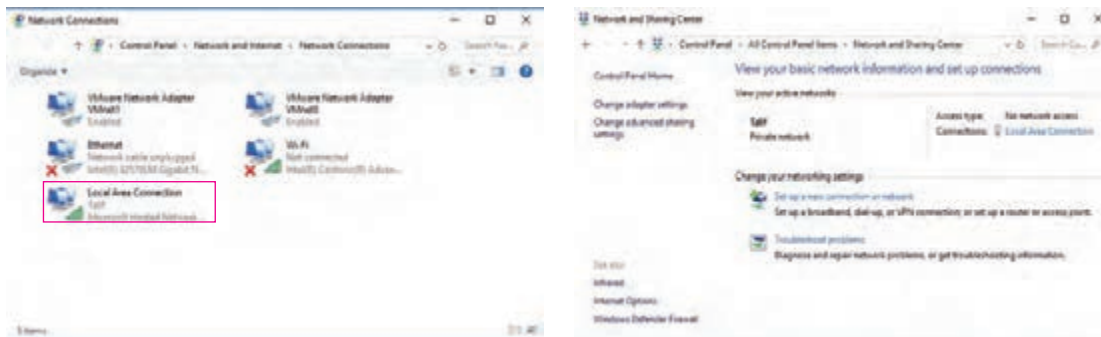 Network Connections
Control Panel › Network and Internet › Network Connections
Organize
VMware Network Adapter
VMnet1
Enabled
VMware Network Adapter
Enabled
Ethernet
Network cable unplugged
Wi-Fi
Not connected
Local Area Connection
Microsoft Hosted Network...
5 items
Network and Sharing Center
Control Panel › All Control Panel Items › Network and Sharing Center
Control Panel Home
Change adapter settings
Change advanced sharing
settings
See also
Infrared
Internet Options
Windows Defender Firewall
View your basic network information and set up connections
View your active networks
Private network
Access type: No network access
Connections: Local Area Connection
Change your networking settings
Set up a new connection or network
Set up a broadband, dial-up, or VPN connection; or set up a router or access point.
Troubleshoot problems
Diagnose and repair network problems, or get troubleshooting information.